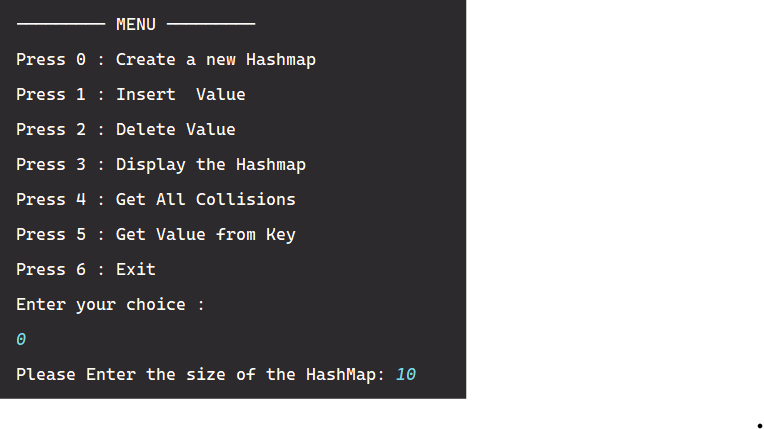 ───────── MENU ─────────
Press 0 : Create a new Hashmap
Press 1 : Insert  Value
Press 2 : Delete Value
Press 3 : Display the Hashmap
Press 4 : Get All Collisions
Press 5 : Get Value from Key
Press 6 : Exit
Enter your choice :
0
Please Enter the size of the HashMap: 10